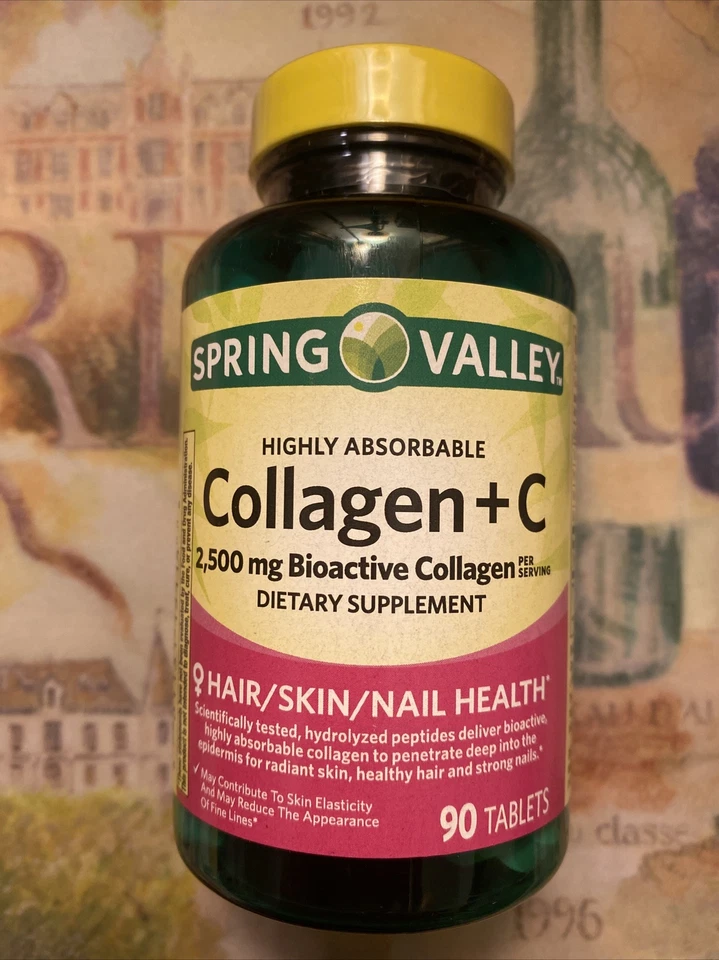 1992
SPRING VALLEY™
HIGHLY ABSORBABLE
Collagen+C
2,500 mg Bioactive Collagen PER SERVING
DIETARY SUPPLEMENT
♀ HAIR/SKIN/NAIL HEALTH*
Scientifically tested, hydrolyzed peptides deliver bioactive,
highly absorbable collagen to penetrate deep into the
epidermis for radiant skin, healthy hair and strong nails.*
✓ May Contribute To Skin Elasticity
And May Reduce The Appearance
Of Fine Lines*
90 TABLETS
classe
1996